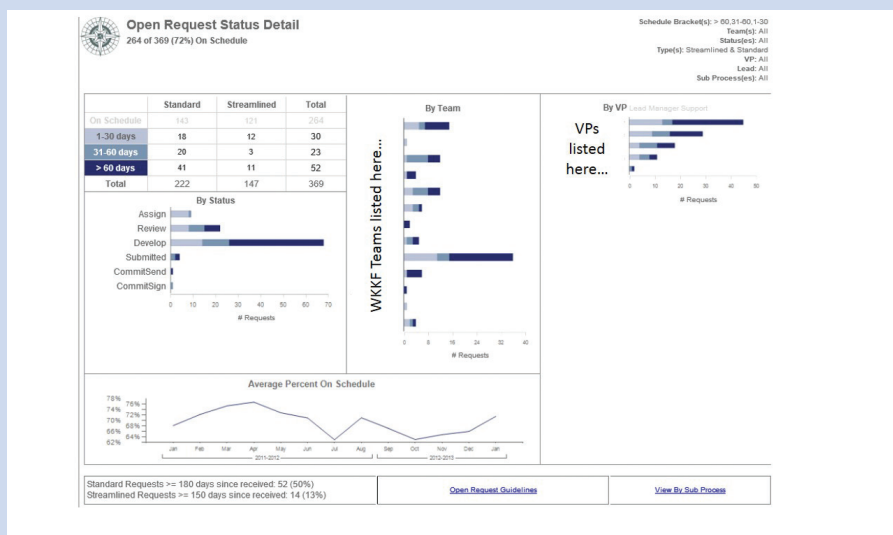 Open Request Status Detail
264 of 369 (72%) On Schedule
Schedule Bracket(s): > 60,31-60,1-30
Team(s): All
Status(es): All
Type(s): Streamlined & Standard
VP: All
Lead: All
Sub Process(es): All
Standard Streamlined Total
On Schedule 143 121 264
1-30 days 18 12 30
31-60 days 20 3 23
> 60 days 41 11 52
Total 222 147 369
By Status
Assign
Review
Develop
Submitted
CommitSend
CommitSign
0 10 20 30 40 50 60 70
# Requests
By Team
WKKF Teams listed here...
0 8 16 24 32 40
# Requests
By VP Lead Manager Support
VPs
listed
here...
0 10 20 30 40 50
# Requests
Average Percent On Schedule
78% 76%
74% 72%
70% 68%
66% 64%
62%
Jan Feb Mar Apr May Jun Jul Aug Sep Oct Nov Dec Jan
2011-2012 2012-2013
Standard Requests >= 180 days since received: 52 (50%)
Streamlined Requests >= 150 days since received: 14 (13%)
Open Request Guidelines
View By Sub Process